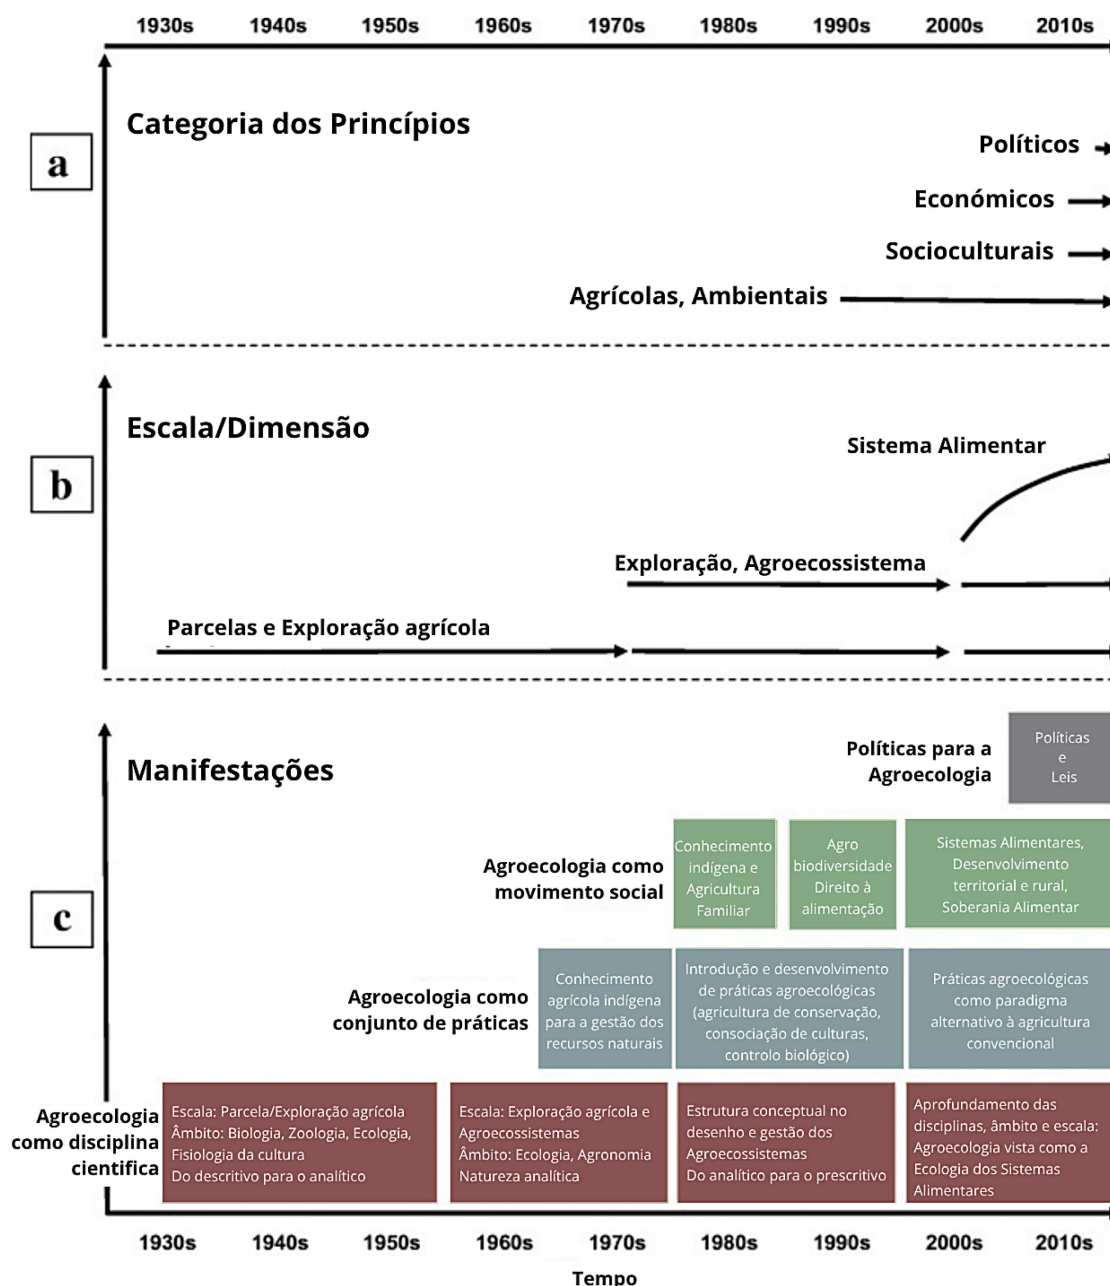 1930s 1940s 1950s 1960s 1970s 1980s 1990s 2000s 2010s
a
Categoria dos Princípios
Políticos
Económicos
Socioculturais
Agrícolas, Ambientais
b
Escala/Dimensão
Sistema Alimentar
Exploração, Agroecossistema
Parcelas e Exploração agrícola
c
Manifestações
Políticas para a
Agroecologia
Políticas
e
Leis
Agroecologia como
movimento social
Conhecimento
indígena e
Agricultura
Familiar
Agro
biodiversidade
Direito à
alimentação
Sistemas Alimentares,
Desenvolvimento
territorial e rural,
Soberania Alimentar
Agroecologia como
conjunto de práticas
Conhecimento
agrícola indígena
para a gestão dos
recursos naturais
Introdução e desenvolvimento
de práticas agroecológicas
(agricultura de conservação,
consociação de culturas,
controlo biológico)
Práticas agroecológicas
como paradigma
alternativo à agricultura
convencional
Agroecologia
como disciplina
cientifica
Escala: Parcela/Exploração agrícola
Âmbito: Biologia, Zoologia, Ecologia,
Fisiologia da cultura
Do descritivo para o analítico
Escala: Exploração agrícola e
Agroecossistemas
Âmbito: Ecologia, Agronomia
Natureza analítica
Estrutura conceptual no
desenho e gestão dos
Agroecossistemas
Do analítico para o prescritivo
Aprofundamento das
disciplinas, âmbito e escala:
Agroecologia vista como a
Ecologia dos Sistemas
Alimentares
1930s 1940s 1950s 1960s 1970s 1980s 1990s 2000s 2010s
Tempo